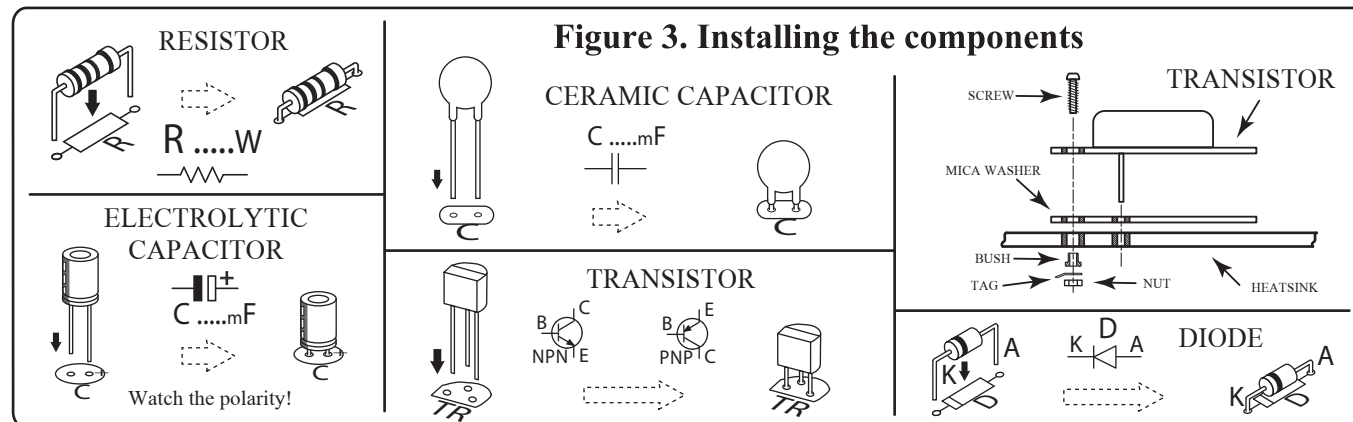 Figure 3. Installing the components
RESISTOR
R
R
R .....W
ELECTROLYTIC
CAPACITOR
+
C .....mF
C
+
C
+
Watch the polarity!
CERAMIC CAPACITOR
C .....mF
C
C
TRANSISTOR
C
B
E
NPN
E
B
PNP
C
TR
TR
TRANSISTOR
SCREW
MICA WASHER
BUSH
TAG
NUT
HEATSINK
DIODE
D
K
A
A
K
D
A
K
D